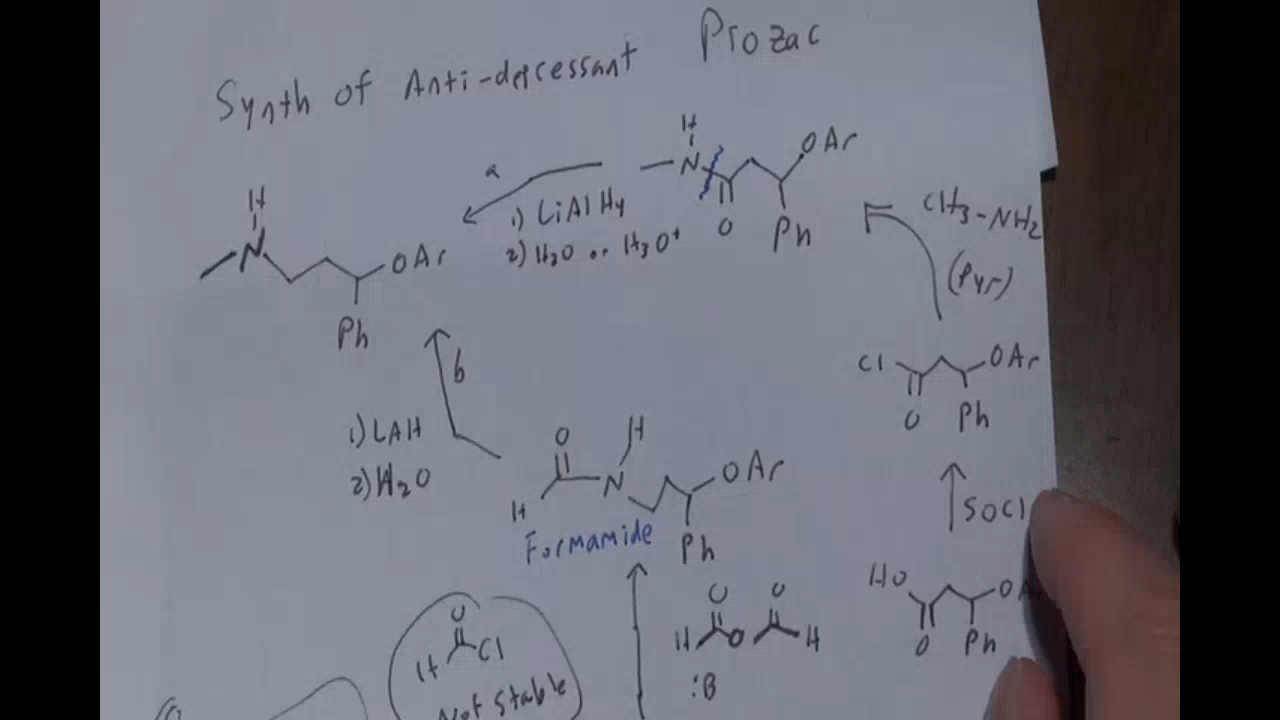 Synth of Anti-depressant Prozac
H
N
O
OAr
Ph
a
1) LiAlH4
2) H2O or H3O+
CH3-NH2
(Pyr)
H
N
OAr
Ph
b
1) LAH
2) H2O
Cl
O
OAr
Ph
O
H
H
N
OAr
Ph
Formamide
SOCl
HO
O
O
Ph
O
H
Cl
Not Stable
O
O
H
O
H
:B